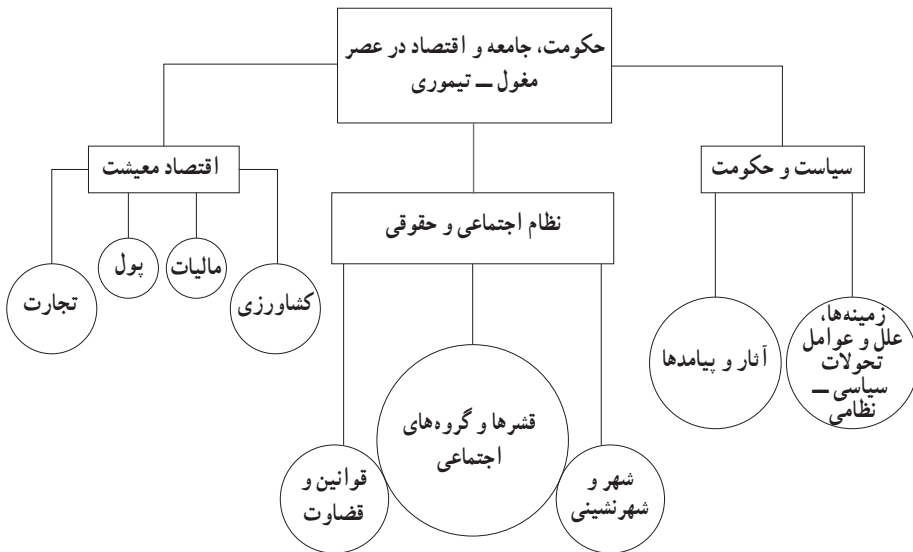 حکومت، جامعه و اقتصاد در عصر
مغول ــ تیموری
سیاست و حکومت
زمینه‌ها،
علل و عوامل
تحولات
سیاسی ــ
نظامی
آثار و پیامدها
نظام اجتماعی و حقوقی
شهر و
شهرنشینی
قشرها و گروه‌های
اجتماعی
قوانین و
قضاوت
اقتصاد معیشت
کشاورزی
مالیات
پول
تجارت